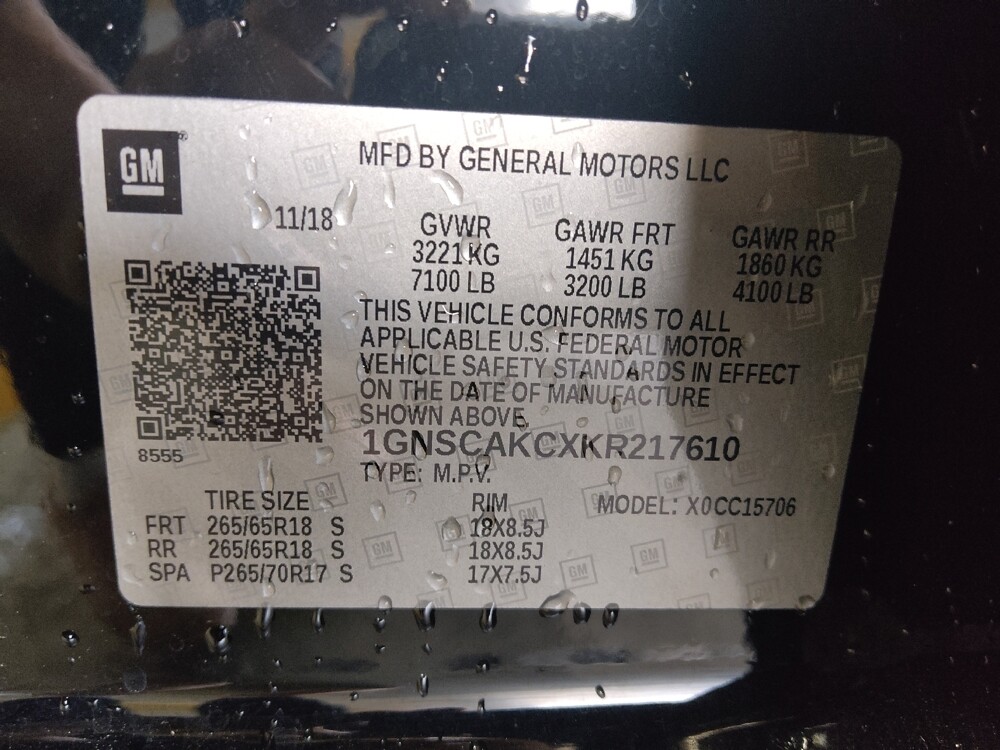 GM
MFD BY GENERAL MOTORS LLC
11/18
GVWR GAWR FRT GAWR RR
3221 KG 1451 KG 1860 KG
7100 LB 3200 LB 4100 LB
THIS VEHICLE CONFORMS TO ALL
APPLICABLE U.S. FEDERAL MOTOR
VEHICLE SAFETY STANDARDS IN EFFECT
ON THE DATE OF MANUFACTURE
SHOWN ABOVE.
1GNSCAKCXKR217610
8555
TYPE: M.P.V.
TIRE SIZE RIM MODEL: X0CC15706
FRT 265/65R18 S 18X8.5J
RR 265/65R18 S 18X8.5J
SPA P265/70R17 S 17X7.5J